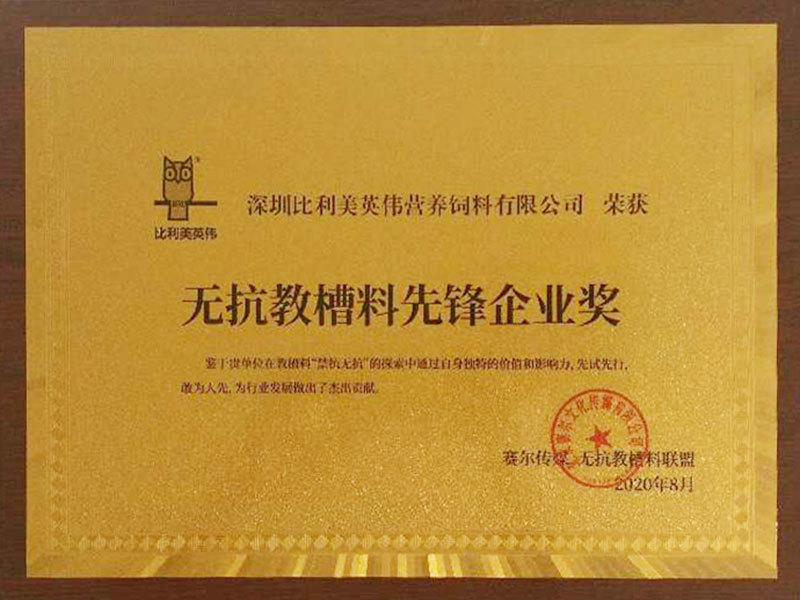 比利美英伟
深圳比利美英伟营养饲料有限公司 荣获
无抗教槽料先锋企业奖
鉴于贵单位在教槽料“禁抗无抗”的探索中通过自身独特的价值和影响力, 先试先行,
敢为人先, 为行业发展做出了杰出贡献。
赛尔传媒 无抗教槽料联盟
2020年8月